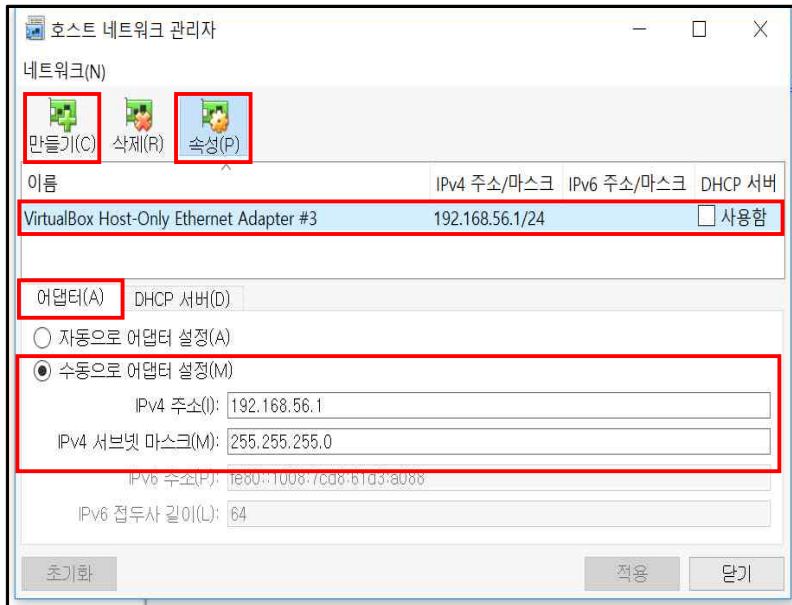 호스트 네트워크 관리자
네트워크(N)
만들기(C) 삭제(R) 속성(P)
이름 IPv4 주소/마스크 IPv6 주소/마스크 DHCP 서버
VirtualBox Host-Only Ethernet Adapter #3 192.168.56.1/24 사용함
어댑터(A) DHCP 서버(D)
자동으로 어댑터 설정(A)
수동으로 어댑터 설정(M)
IPv4 주소(I): 192.168.56.1
IPv4 서브넷 마스크(M): 255.255.255.0
IPv6 주소(P): fe80::1008:7cd8:61d3:a088
IPv6 접두사 길이(L): 64
초기화 적용 닫기